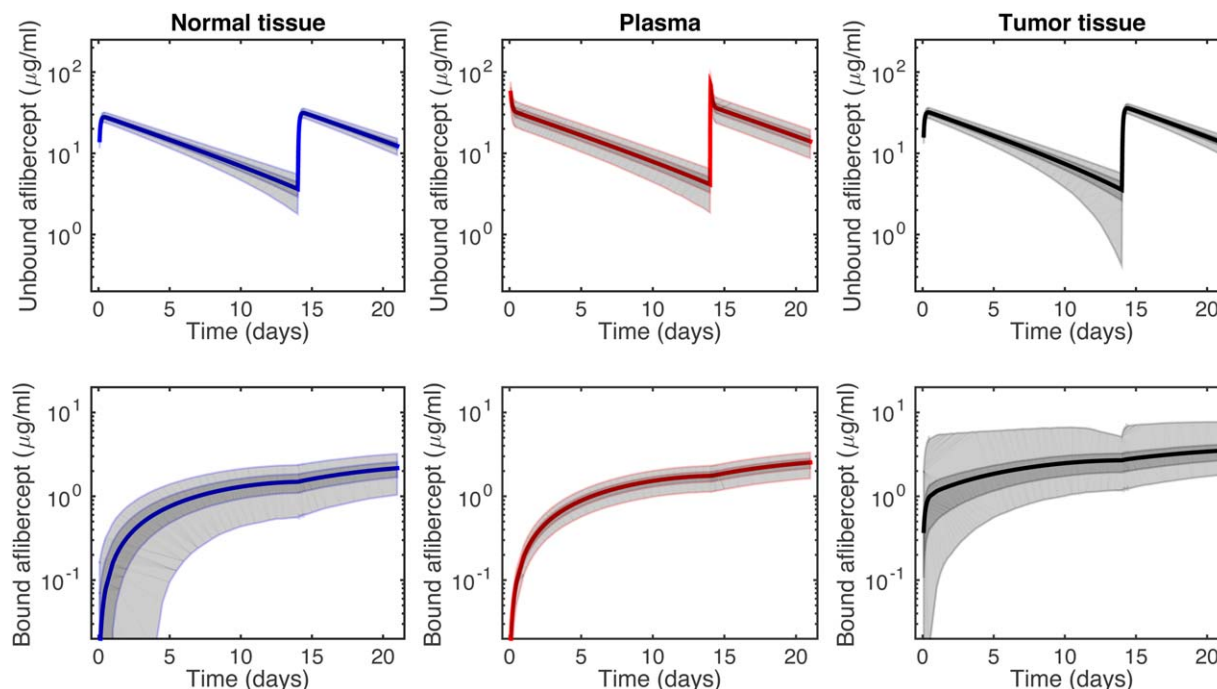 Normal tissue
Plasma
Tumor tissue
Unbound aflibercept (μg/ml)
10²
10¹
10⁰
0 5 10 15 20
Time (days)
Unbound aflibercept (μg/ml)
10²
10¹
10⁰
0 5 10 15 20
Time (days)
Unbound aflibercept (μg/ml)
10²
10¹
10⁰
0 5 10 15 20
Time (days)
Bound aflibercept (μg/ml)
10¹
10⁰
10⁻¹
0 5 10 15 20
Time (days)
Bound aflibercept (μg/ml)
10¹
10⁰
10⁻¹
0 5 10 15 20
Time (days)
Bound aflibercept (μg/ml)
10¹
10⁰
10⁻¹
0 5 10 15 20
Time (days)